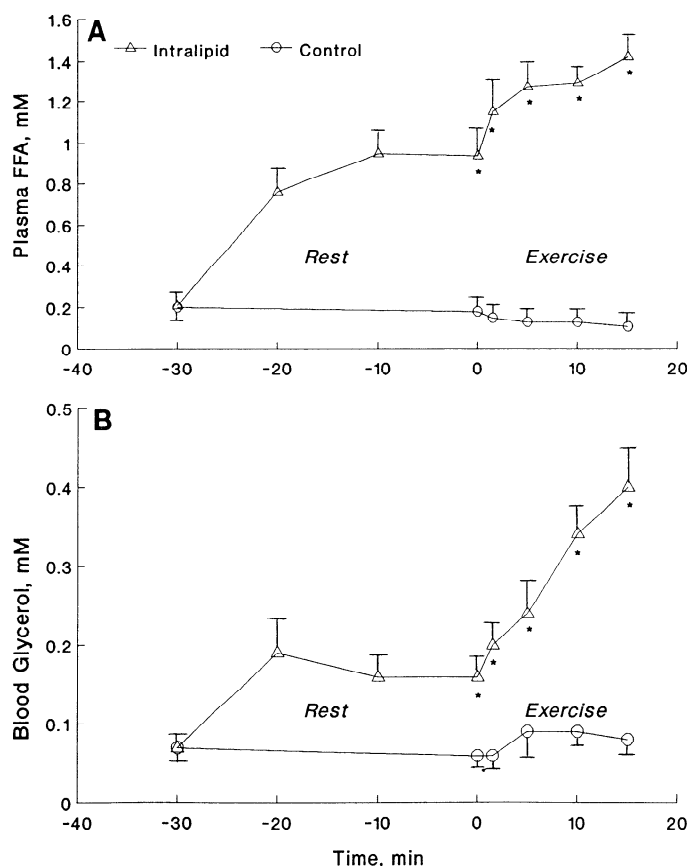 A
Intralipid
Control
Plasma FFA, mM
1.6
1.4
1.2
1
0.8
0.6
0.4
0.2
0
* * * * *
Rest
Exercise
-40 -30 -20 -10 0 10 20
B
Blood Glycerol, mM
0.5
0.4
0.3
0.2
0.1
0
* * * * *
Rest
Exercise
-40 -30 -20 -10 0 10 20
Time, min